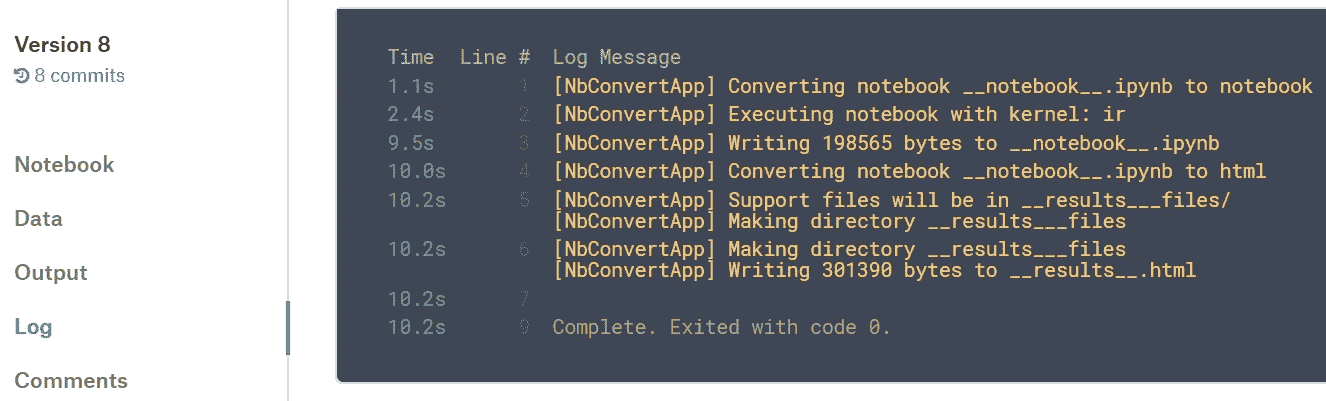 Version 8
8 commits
Notebook
Data
Output
Log
Comments
Time Line # Log Message
1.1s 1 [NbConvertApp] Converting notebook __notebook__.ipynb to notebook
2.4s 2 [NbConvertApp] Executing notebook with kernel: ir
9.5s 3 [NbConvertApp] Writing 198565 bytes to __notebook__.ipynb
10.0s 4 [NbConvertApp] Converting notebook __notebook__.ipynb to html
10.2s 5 [NbConvertApp] Support files will be in __results___files/
[NbConvertApp] Making directory __results___files
10.2s 6 [NbConvertApp] Making directory __results___files
[NbConvertApp] Writing 301390 bytes to __results__.html
10.2s 7
10.2s 9 Complete. Exited with code 0.